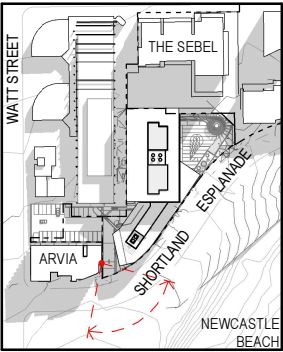 WATT STREET
THE SEBEL
SHORTLAND
ESPLANADE
ARVIA
NEWCASTLE
BEACH